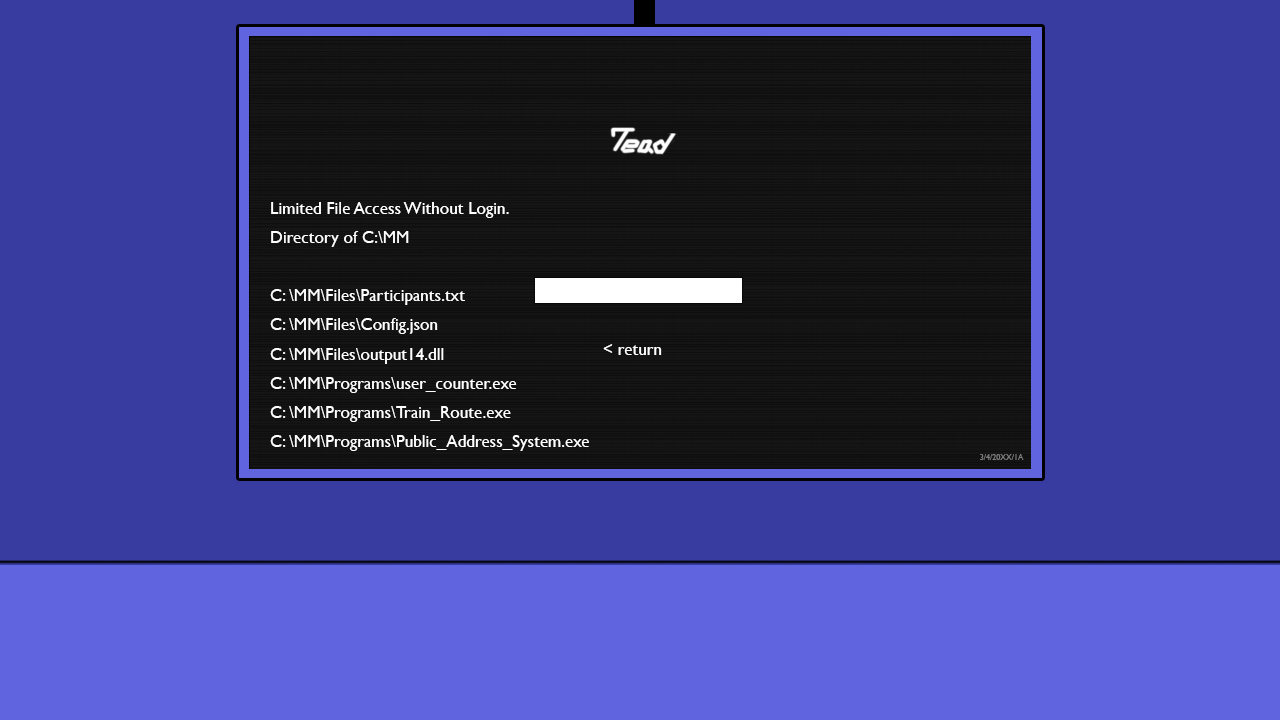 Tead
Limited File Access Without Login.
Directory of C:\MM
C: \MM\Files\Participants.txt
C: \MM\Files\Config.json
C: \MM\Files\output14.dll
< return
C: \MM\Programs\user_counter.exe
C: \MM\Programs\Train_Route.exe
C: \MM\Programs\Public_Address_System.exe
3/4/20XX/1A